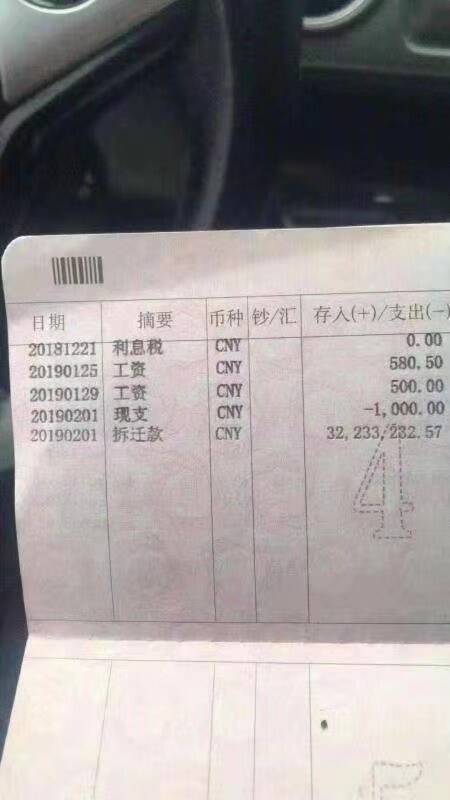 日期 摘要 币种 钞/汇 存入(+)/支出(-)
20181221 利息税 CNY 0.00
20190125 工资 CNY 580.50
20190129 工资 CNY 500.00
20190201 现支 CNY -1,000.00
20190201 拆迁款 CNY 32,233,232.57
4